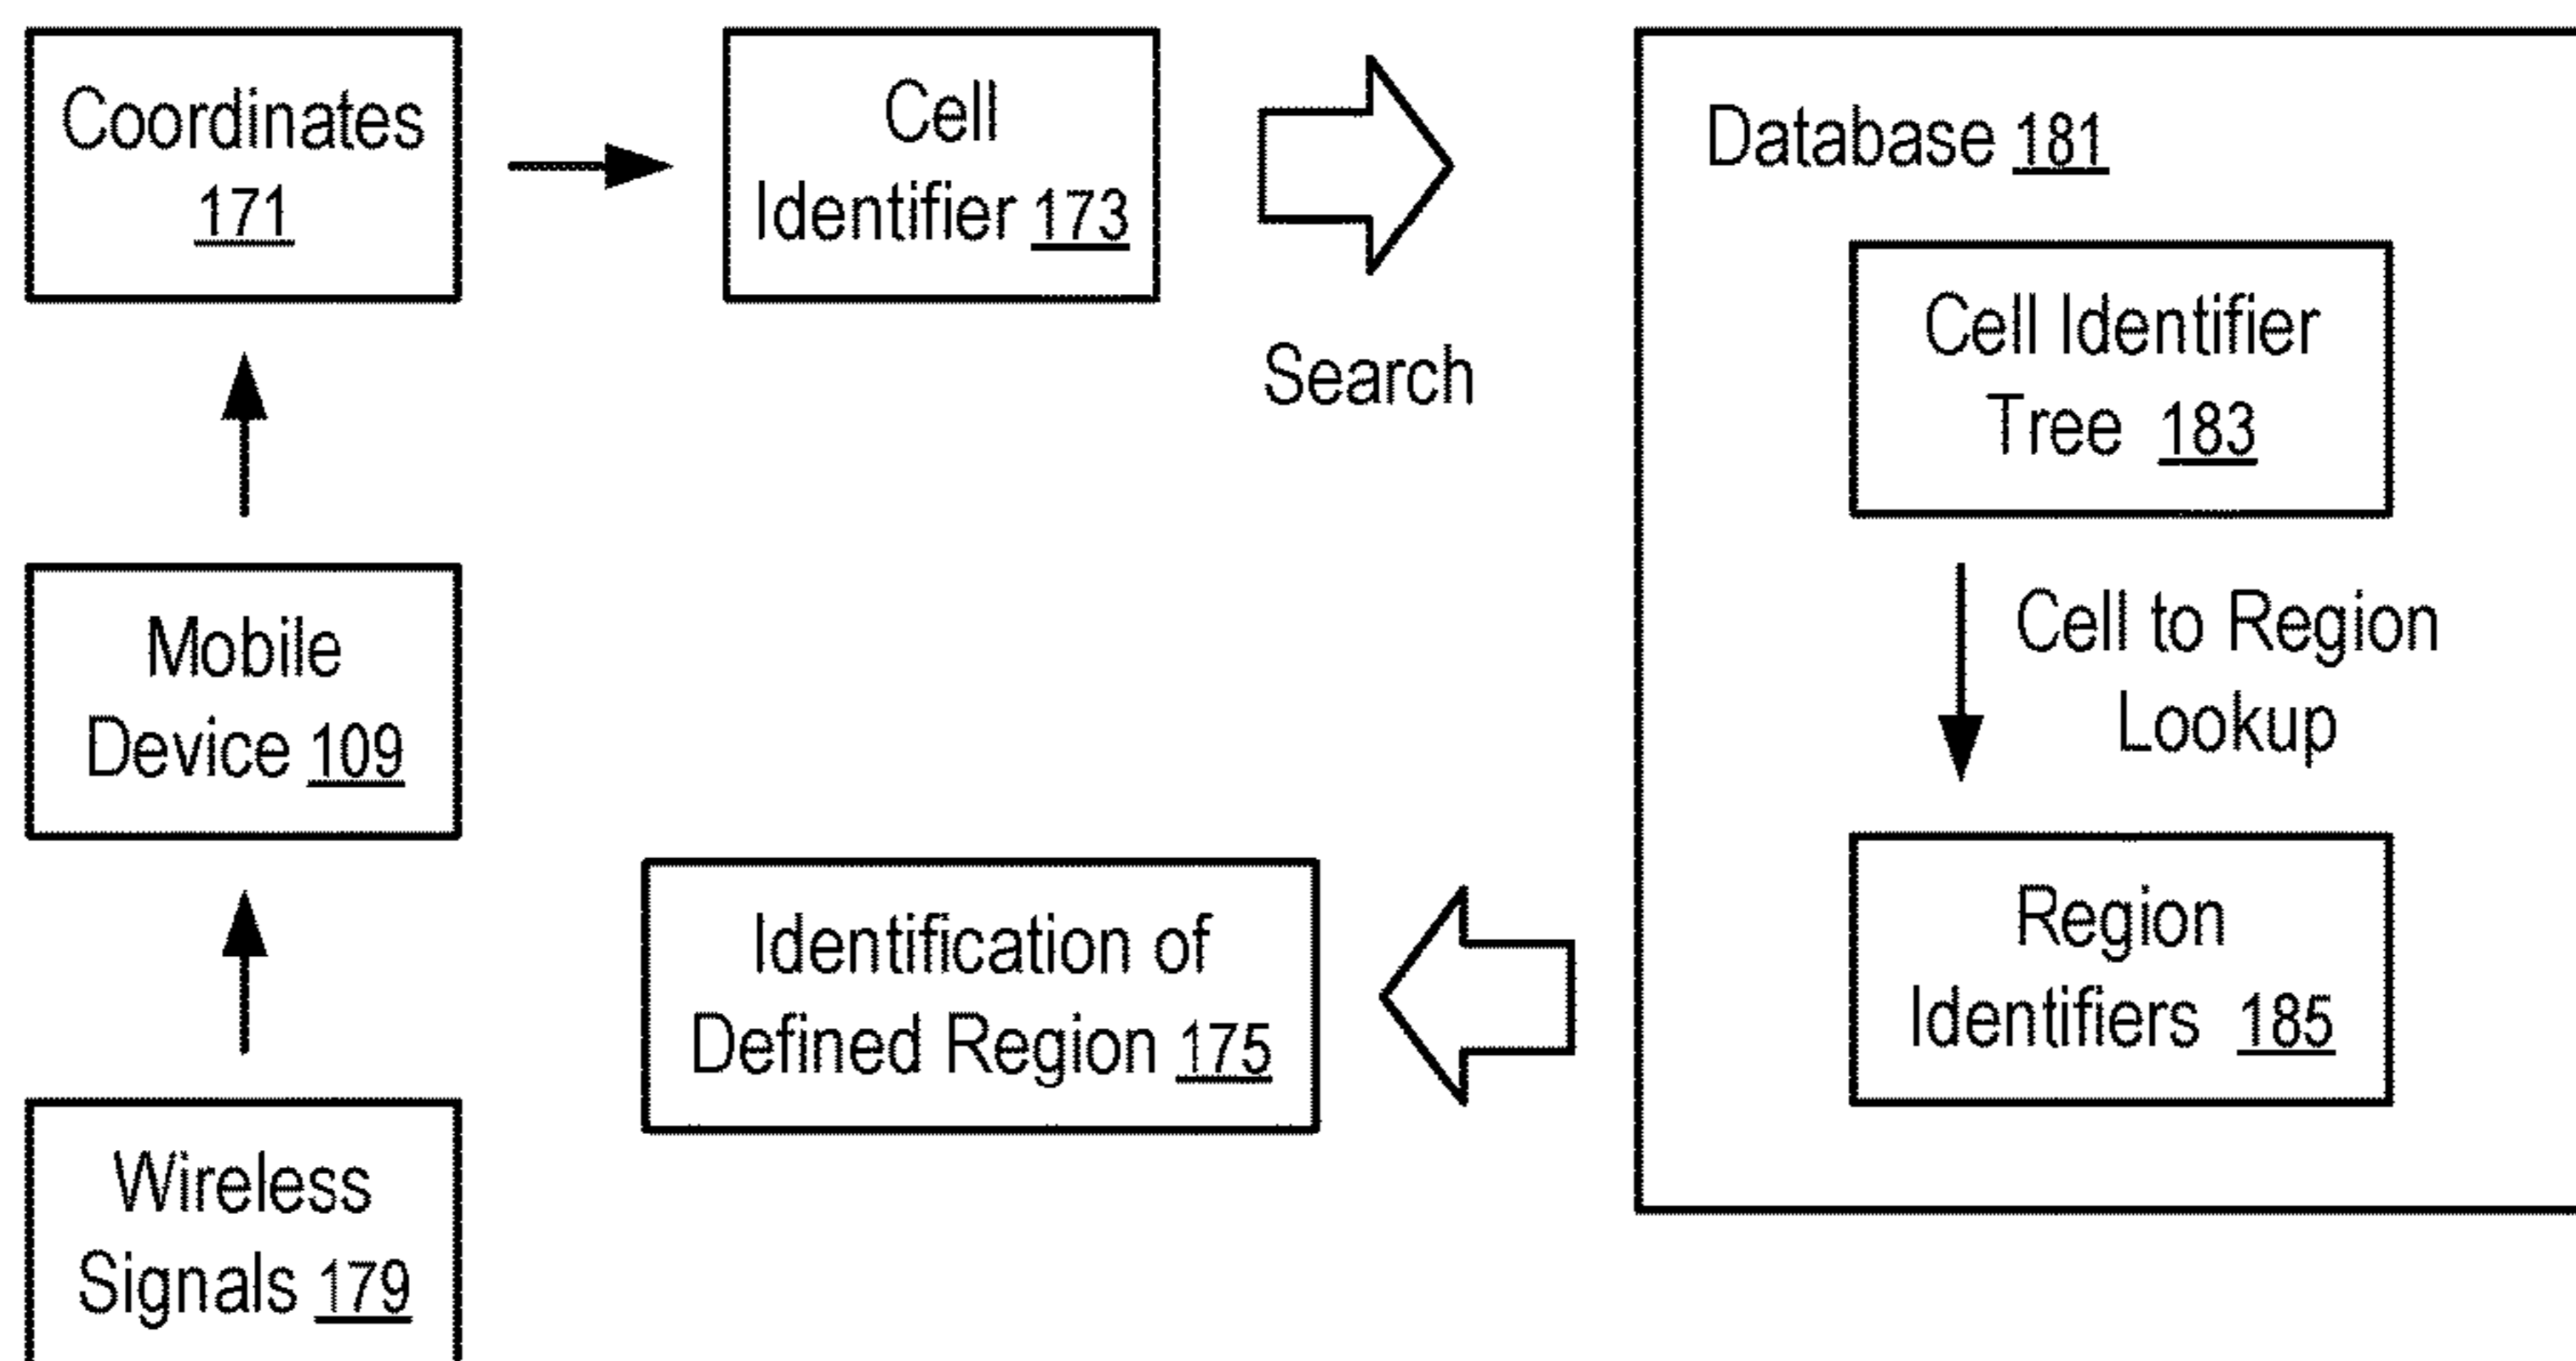 Coordinates
171
Cell
Identifier 173
Search
Database 181
Cell Identifier
Tree 183
Cell to Region
Lookup
Region
Identifiers 185
Identification of
Defined Region 175
Mobile
Device 109
Wireless
Signals 179